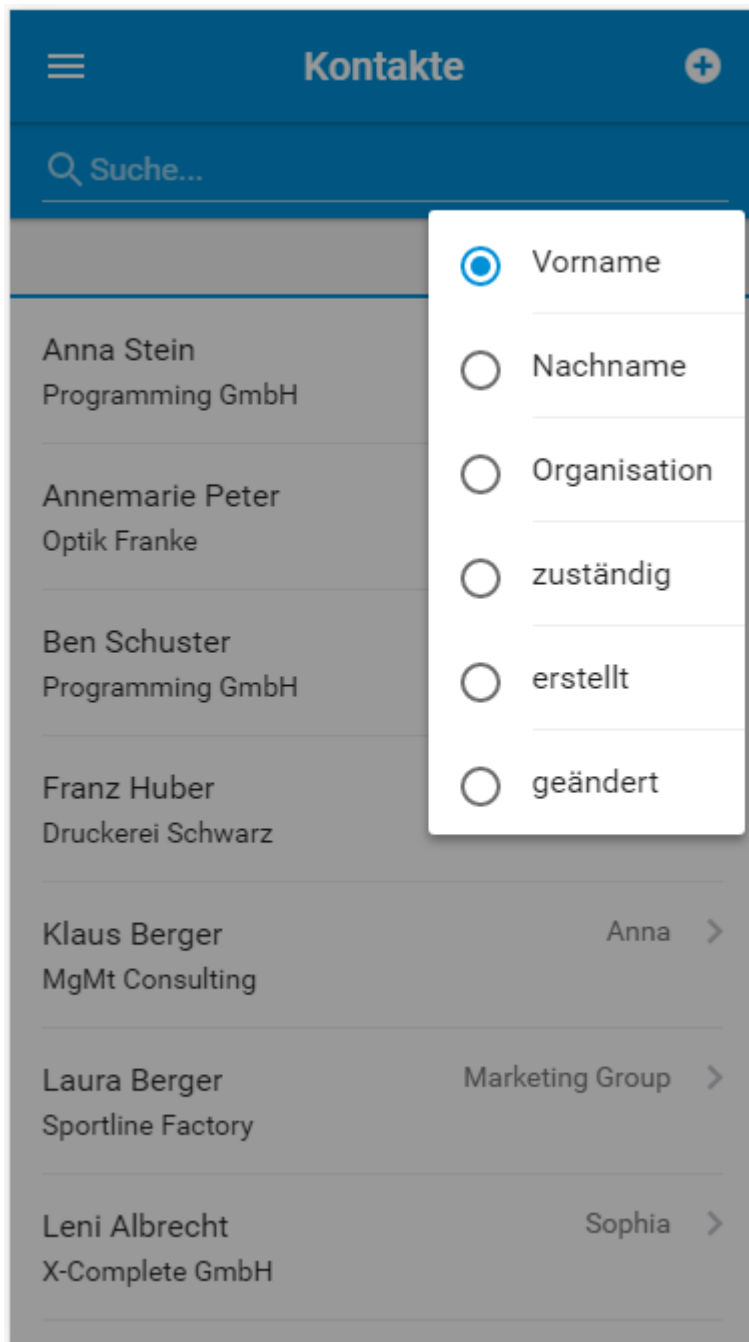 Kontakte
Suche...
Vorname
Nachname
Organisation
zuständig
erstellt
geändert
Anna Stein
Programming GmbH
Annemarie Peter
Optik Franke
Ben Schuster
Programming GmbH
Franz Huber
Druckerei Schwarz
Klaus Berger Anna
MgMt Consulting
Laura Berger Marketing Group
Sportline Factory
Leni Albrecht Sophia
X-Complete GmbH